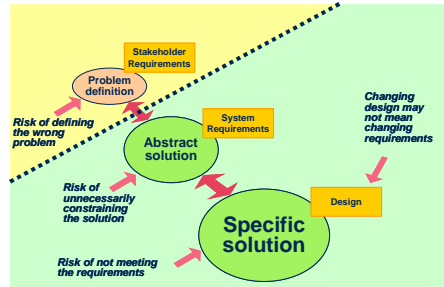 Stakeholder
Requirements
Problem
definition
Risk of defining
the wrong
problem
System
Requirements
Abstract
solution
Changing
design may
not mean
changing
requirements
Risk of
unnecessarily
constraining
the solution
Design
Specific
solution
Risk of not meeting
the requirements